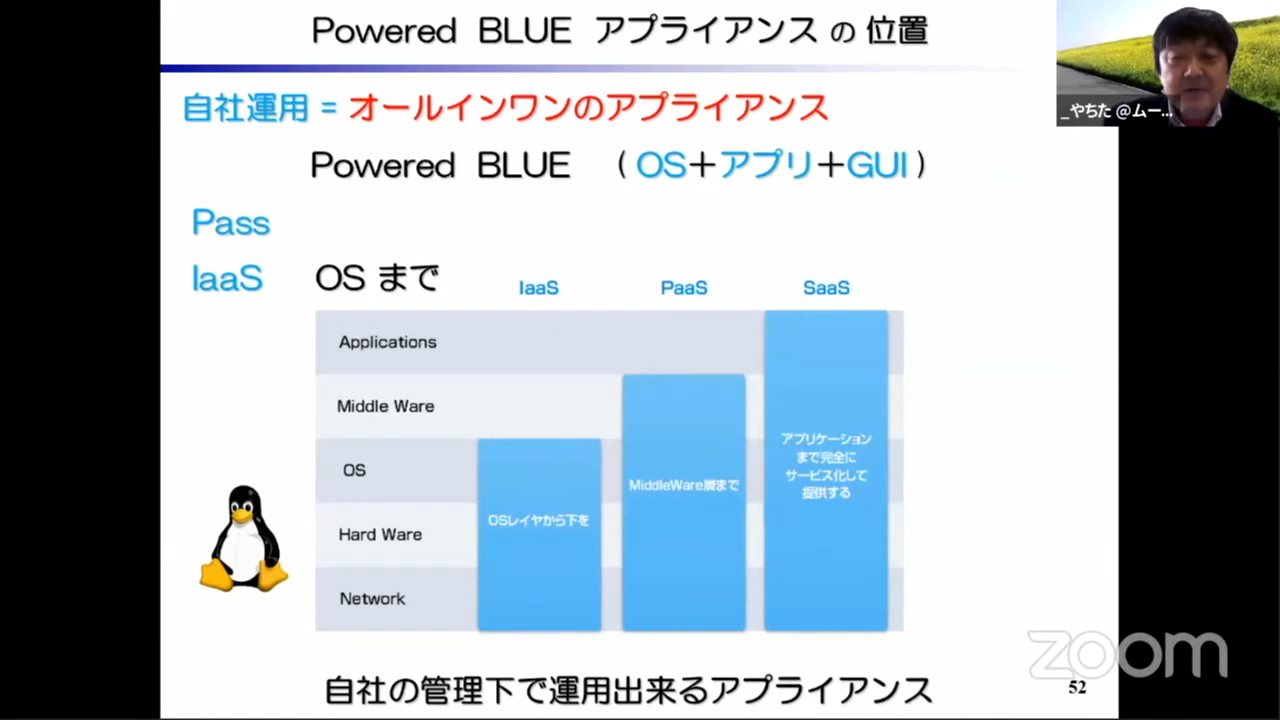 Powered BLUE アプライアンス の 位置
_やちた @ムー...
自社運用 = オールインワンのアプライアンス
Powered BLUE （ OS＋アプリ＋GUI ）
Pass
IaaS OS まで
IaaS PaaS SaaS
Applications
Middle Ware
OS
Hard Ware
Network
OSレイヤから下を
MiddleWare層まで
アプリケーション
まで完全に
サービス化して
提供する
zoom
自社の管理下で運用出来るアプライアンス
52